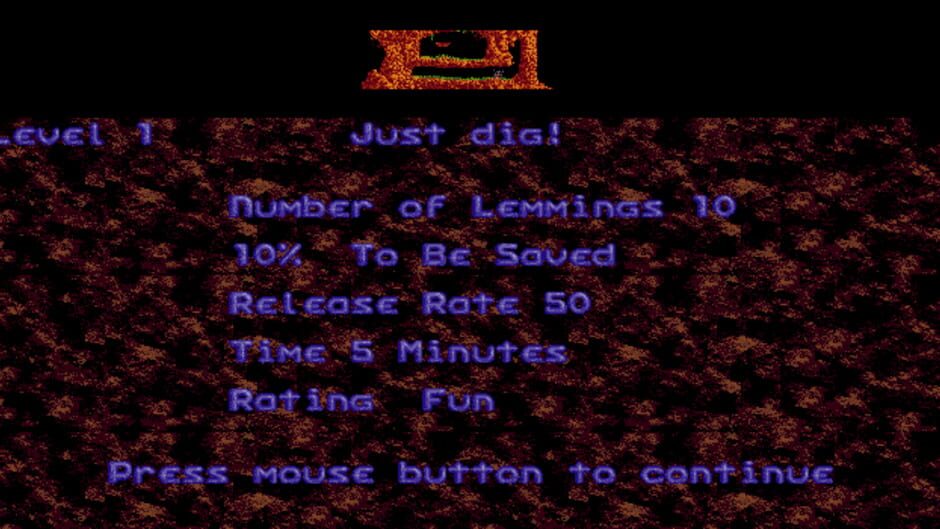 Level 1 Just dig!
Number of Lemmings 10
10% To Be Saved
Release Rate 50
Time 5 Minutes
Rating Fun
Press mouse button to continue